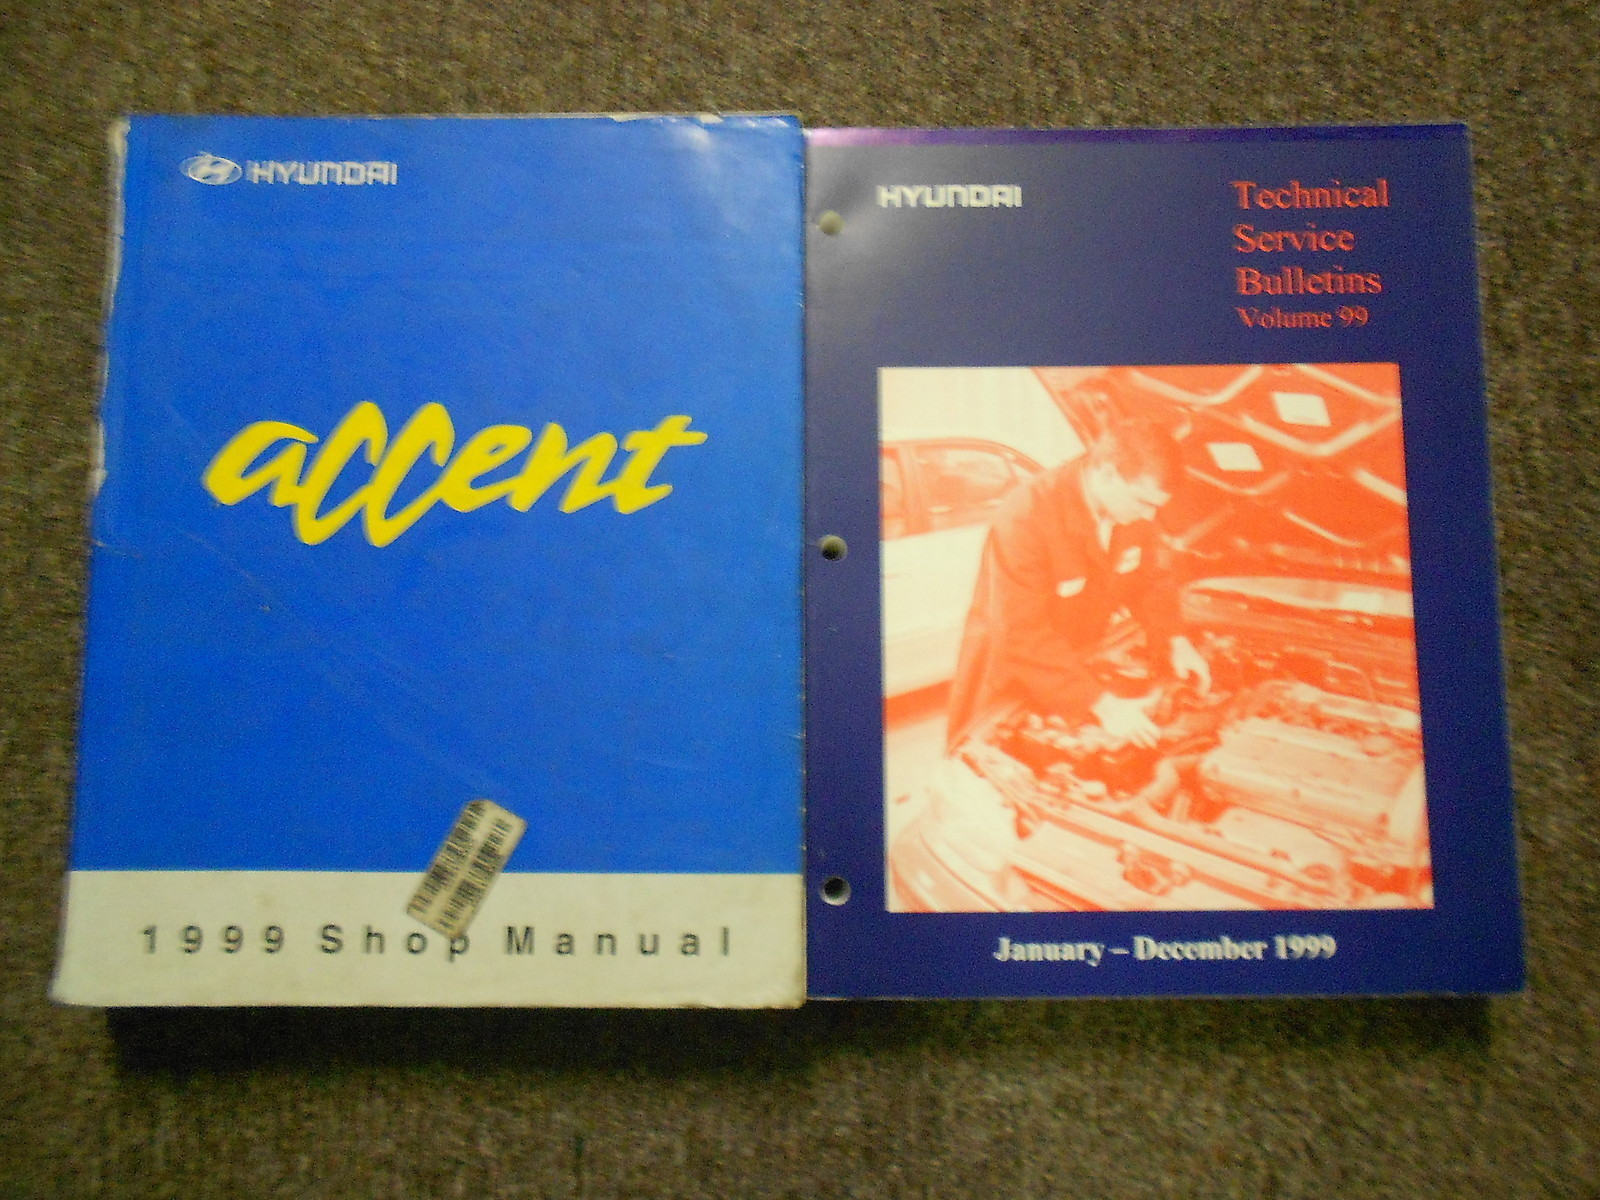 HYUNDAI
accent
1999 Shop Manual
HYUNDAI
Technical
Service
Bulletins
Volume 99
January – December 1999